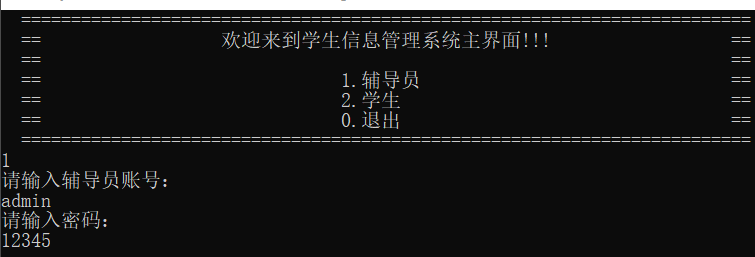 ==========================================================================
==                  欢迎来到学生信息管理系统主界面!!!                  ==
==                                                                     ==
==                              1.辅导员                               ==
==                              2.学生                                 ==
==                              0.退出                                 ==
==========================================================================
1
请输入辅导员账号：
admin
请输入密码：
12345